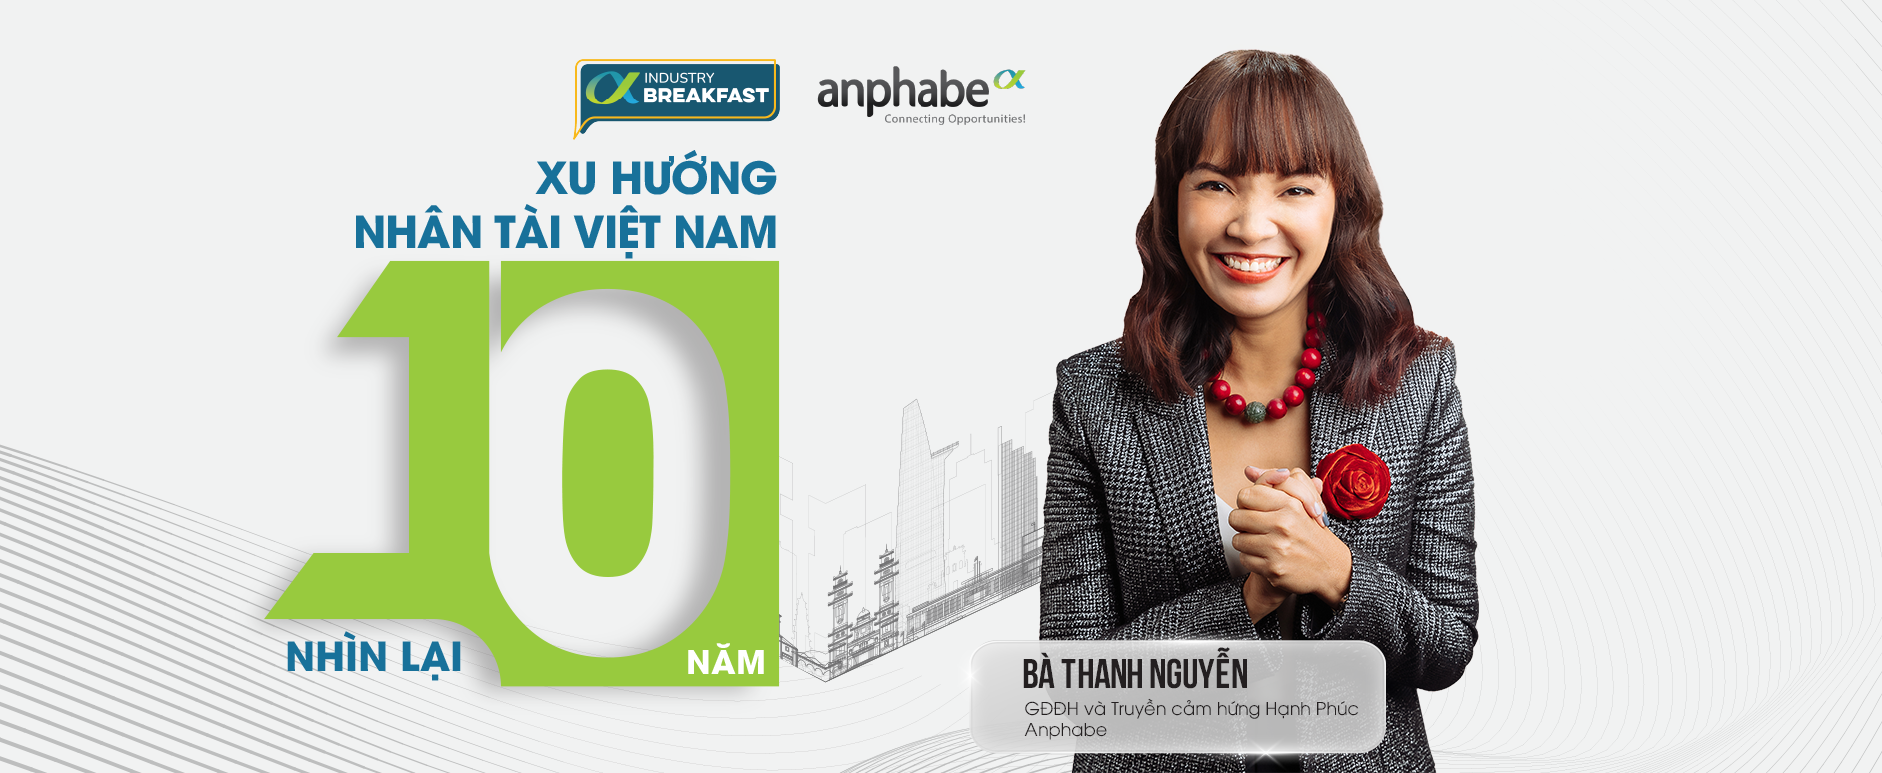 INDUSTRY
BREAKFAST
anphabe
Connecting Opportunities!
XU HƯỚNG
NHÂN TÀI VIỆT NAM
10
NHÌN LẠI
NĂM
BÀ THANH NGUYỄN
GĐĐH và Truyền cảm hứng Hạnh Phúc
Anphabe